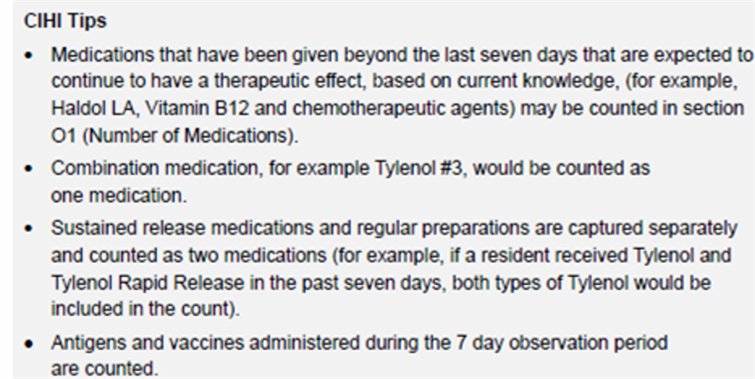 CIHI Tips
• Medications that have been given beyond the last seven days that are expected to
continue to have a therapeutic effect, based on current knowledge, (for example,
Haldol LA, Vitamin B12 and chemotherapeutic agents) may be counted in section
O1 (Number of Medications).
• Combination medication, for example Tylenol #3, would be counted as
one medication.
• Sustained release medications and regular preparations are captured separately
and counted as two medications (for example, if a resident received Tylenol and
Tylenol Rapid Release in the past seven days, both types of Tylenol would be
included in the count).
• Antigens and vaccines administered during the 7 day observation period
are counted.